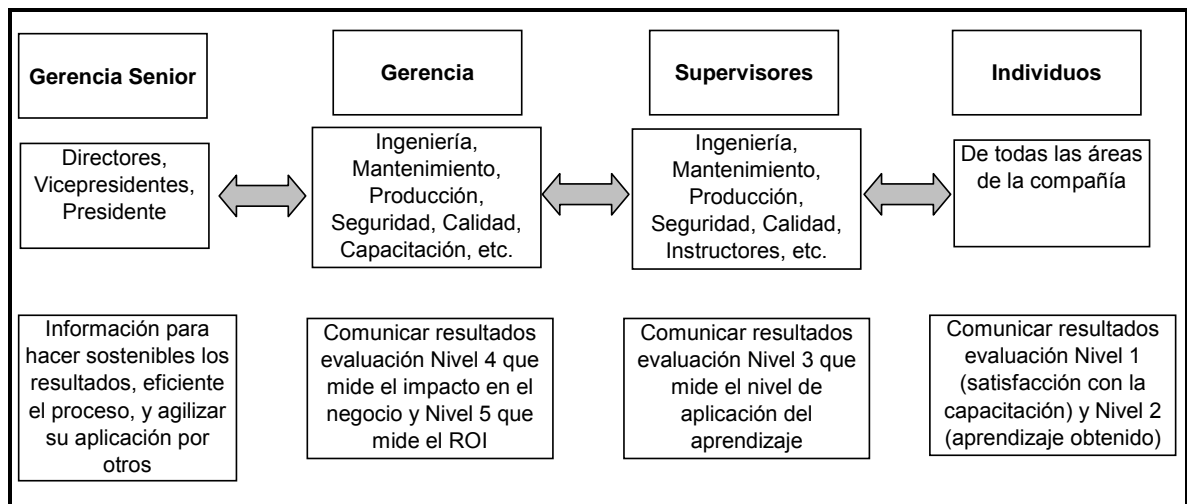 Gerencia Senior
Gerencia
Supervisores
Individuos
Directores,
Vicepresidentes,
Presidente
Ingeniería,
Mantenimiento,
Producción,
Seguridad, Calidad,
Capacitación, etc.
Ingeniería,
Mantenimiento,
Producción,
Seguridad, Calidad,
Instructores, etc.
De todas las áreas
de la compañía
Información para
hacer sostenibles los
resultados, eficiente
el proceso, y agilizar
su aplicación por
otros
Comunicar resultados
evaluación Nivel 4 que
mide el impacto en el
negocio y Nivel 5 que
mide el ROI
Comunicar resultados
evaluación Nivel 3 que
mide el nivel de
aplicación del
aprendizaje
Comunicar resultados
evaluación Nivel 1
(satisfacción con la
capacitación) y Nivel 2
(aprendizaje obtenido)